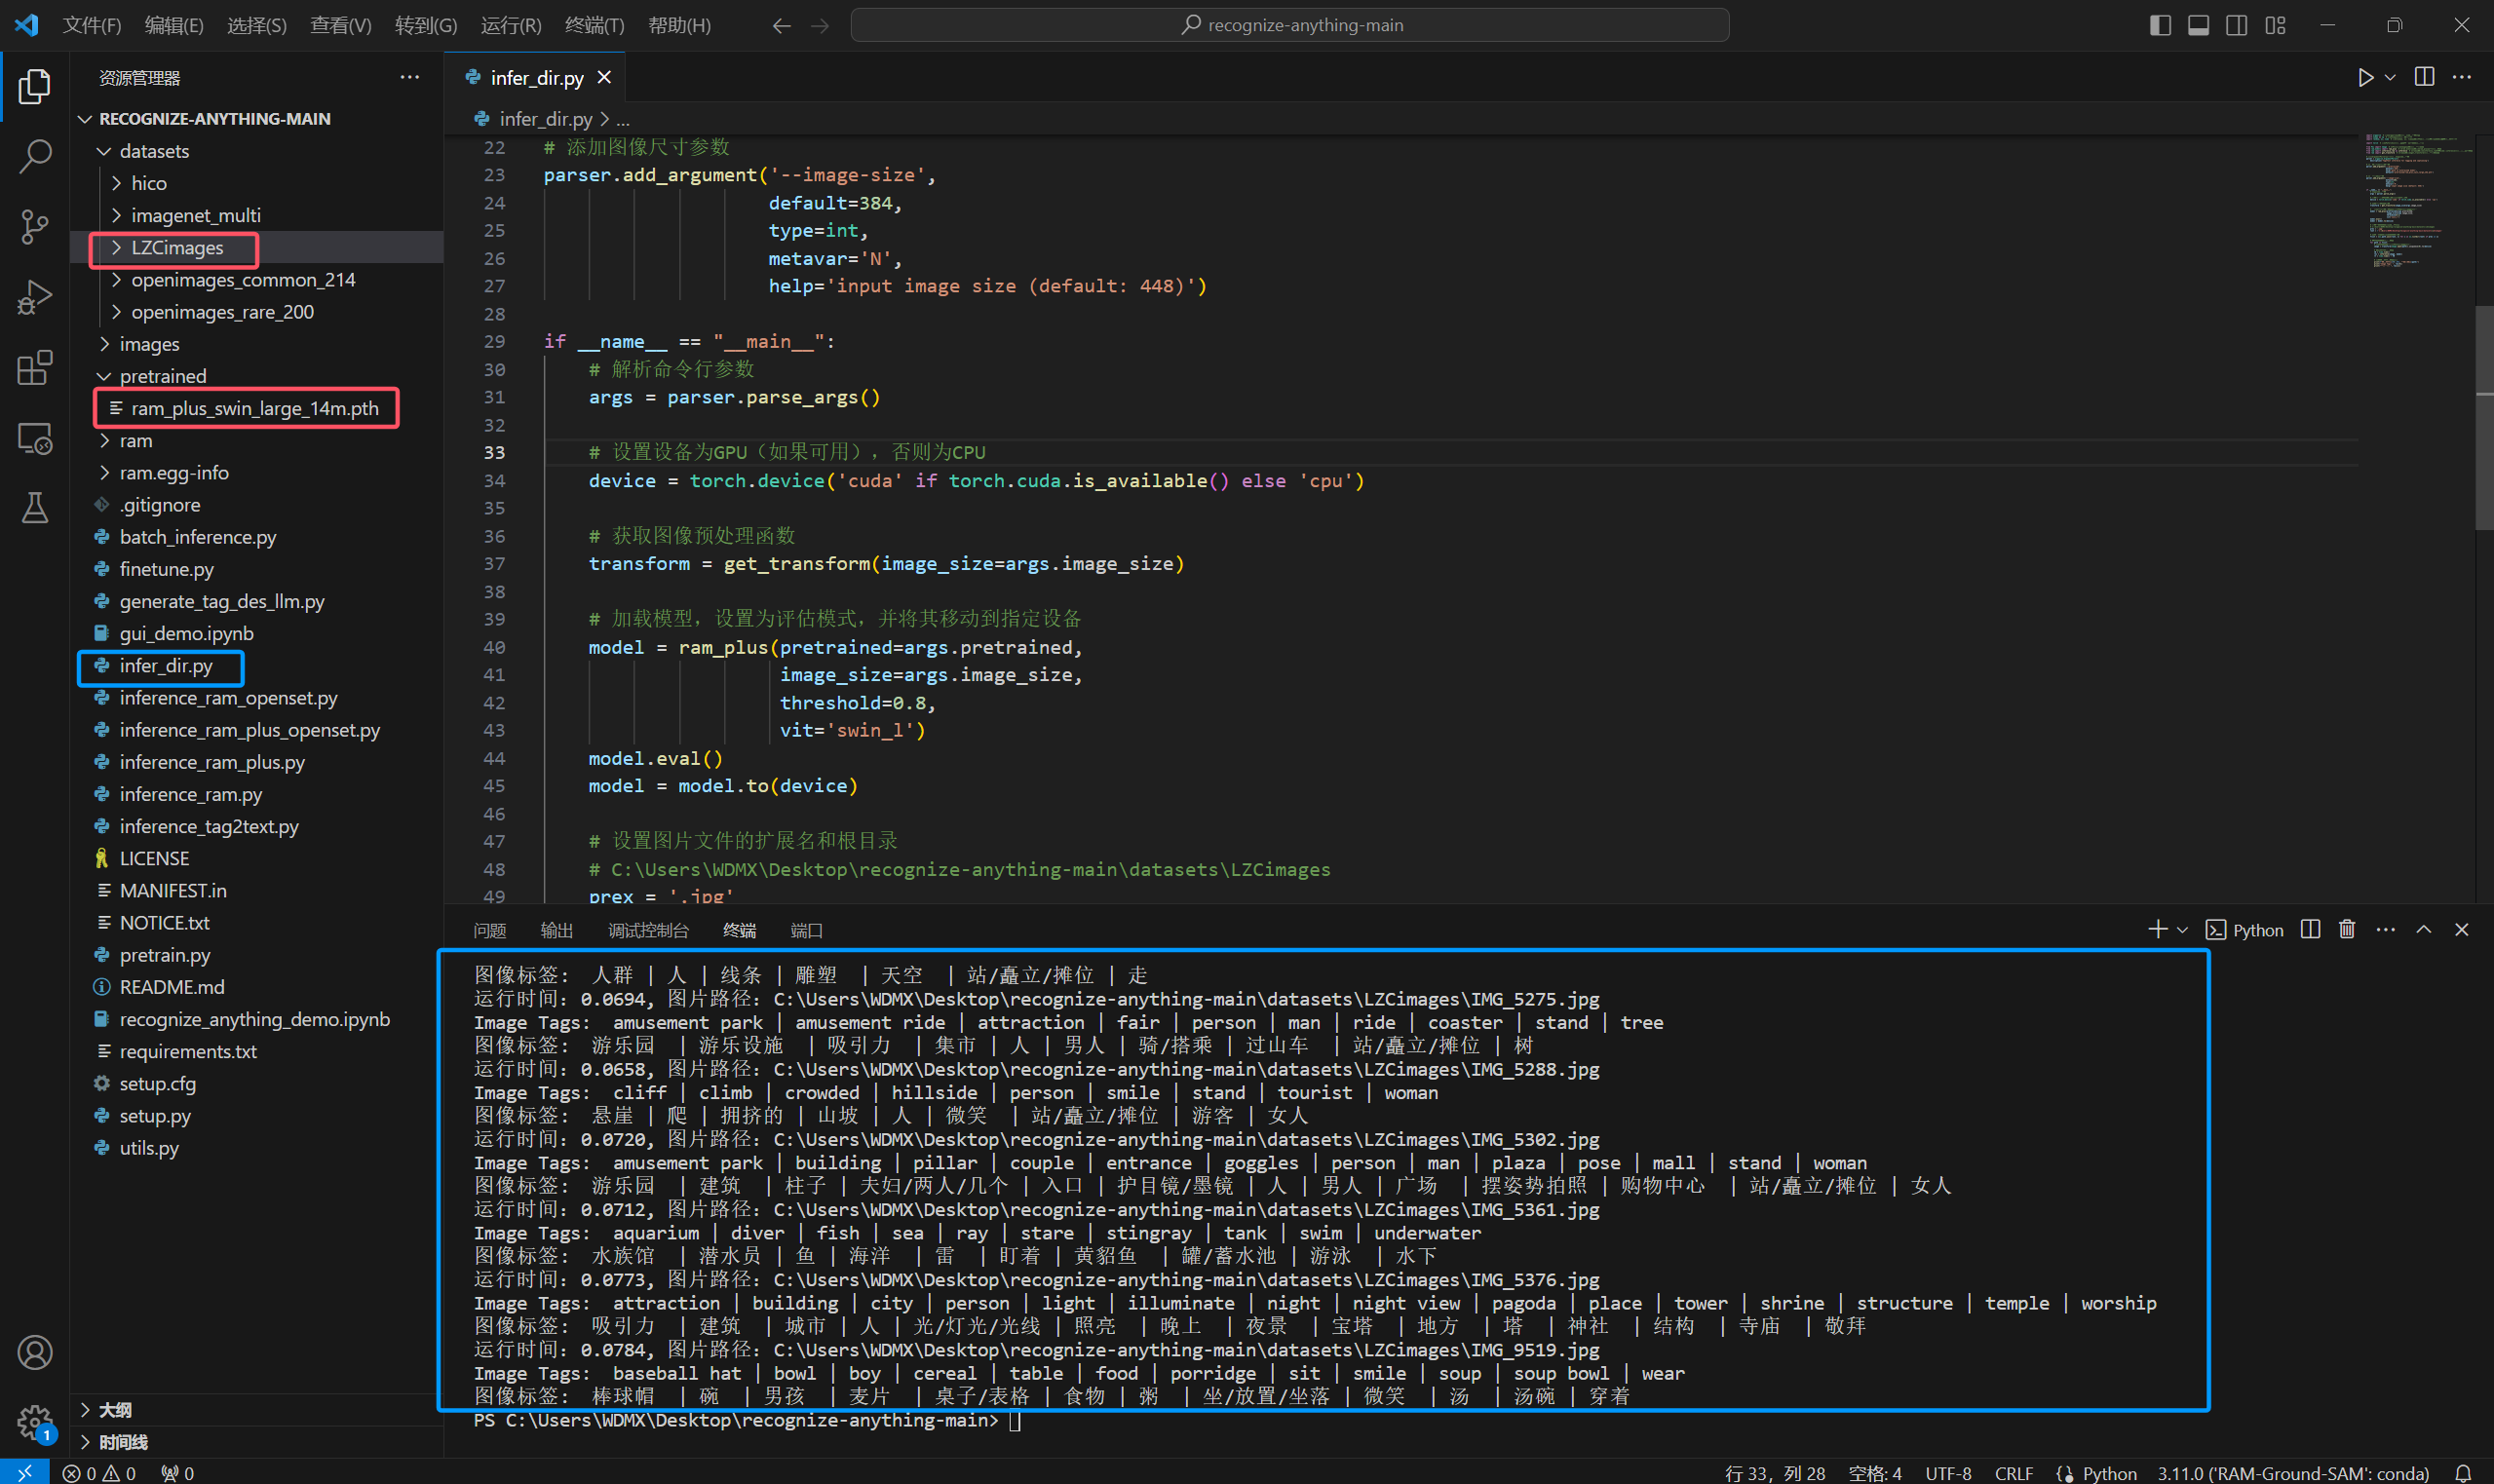 文件(F) 编辑(E) 选择(S) 查看(V) 转到(G) 运行(R) 终端(T) 帮助(H) recognize-anything-main
资源管理器
RECOGNIZE-ANYTHING-MAIN
datasets
hico
imagenet_multi
LZCimages
openimages_common_214
openimages_rare_200
images
pretrained
ram_plus_swin_large_14m.pth
ram
ram.egg-info
.gitignore
batch_inference.py
finetune.py
generate_tag_des_llm.py
gui_demo.ipynb
infer_dir.py
inference_ram_openset.py
inference_ram_plus_openset.py
inference_ram_plus.py
inference_ram.py
inference_tag2text.py
LICENSE
MANIFEST.in
NOTICE.txt
pretrain.py
README.md
recognize_anything_demo.ipynb
requirements.txt
setup.cfg
setup.py
utils.py
大纲
时间线
infer_dir.py
infer_dir.py > ...
22 # 添加图像尺寸参数
23 parser.add_argument('--image-size',
24 default=384,
25 type=int,
26 metavar='N',
27 help='input image size (default: 448)')
28
29 if __name__ == "__main__":
30 # 解析命令行参数
31 args = parser.parse_args()
32
33 # 设置设备为GPU（如果可用），否则为CPU
34 device = torch.device('cuda' if torch.cuda.is_available() else 'cpu')
35
36 # 获取图像预处理函数
37 transform = get_transform(image_size=args.image_size)
38
39 # 加载模型，设置为评估模式，并将其移动到指定设备
40 model = ram_plus(pretrained=args.pretrained,
41 image_size=args.image_size,
42 threshold=0.8,
43 vit='swin_l')
44 model.eval()
45 model = model.to(device)
46
47 # 设置图片文件的扩展名和根目录
48 # C:\Users\WDMX\Desktop\recognize-anything-main\datasets\LZCimages
49 prex = '.jpg'
问题 输出 调试控制台 终端 端口 Python
图像标签: 人群 | 人 | 线条 | 雕塑 | 天空 | 站/矗立/摊位 | 走
运行时间：0.0694, 图片路径：C:\Users\WDMX\Desktop\recognize-anything-main\datasets\LZCimages\IMG_5275.jpg
Image Tags: amusement park | amusement ride | attraction | fair | person | man | ride | coaster | stand | tree
图像标签: 游乐园 | 游乐设施 | 吸引力 | 集市 | 人 | 男人 | 骑/搭乘 | 过山车 | 站/矗立/摊位 | 树
运行时间：0.0658, 图片路径：C:\Users\WDMX\Desktop\recognize-anything-main\datasets\LZCimages\IMG_5288.jpg
Image Tags: cliff | climb | crowded | hillside | person | smile | stand | tourist | woman
图像标签: 悬崖 | 爬 | 拥挤的 | 山坡 | 人 | 微笑 | 站/矗立/摊位 | 游客 | 女人
运行时间：0.0720, 图片路径：C:\Users\WDMX\Desktop\recognize-anything-main\datasets\LZCimages\IMG_5302.jpg
Image Tags: amusement park | building | pillar | couple | entrance | goggles | person | man | plaza | pose | mall | stand | woman
图像标签: 游乐园 | 建筑 | 柱子 | 夫妇/两人/几个 | 入口 | 护目镜/墨镜 | 人 | 男人 | 广场 | 摆姿势拍照 | 购物中心 | 站/矗立/摊位 | 女人
运行时间：0.0712, 图片路径：C:\Users\WDMX\Desktop\recognize-anything-main\datasets\LZCimages\IMG_5361.jpg
Image Tags: aquarium | diver | fish | sea | ray | stare | stingray | tank | swim | underwater
图像标签: 水族馆 | 潜水员 | 鱼 | 海洋 | 雷 | 盯着 | 黄貂鱼 | 罐/蓄水池 | 游泳 | 水下
运行时间：0.0773, 图片路径：C:\Users\WDMX\Desktop\recognize-anything-main\datasets\LZCimages\IMG_5376.jpg
Image Tags: attraction | building | city | person | light | illuminate | night | night view | pagoda | place | tower | shrine | structure | temple | worship
图像标签: 吸引力 | 建筑 | 城市 | 人 | 光/灯光/光线 | 照亮 | 晚上 | 夜景 | 宝塔 | 地方 | 塔 | 神社 | 结构 | 寺庙 | 敬拜
运行时间：0.0784, 图片路径：C:\Users\WDMX\Desktop\recognize-anything-main\datasets\LZCimages\IMG_9519.jpg
Image Tags: baseball hat | bowl | boy | cereal | table | food | porridge | sit | smile | soup | soup bowl | wear
图像标签: 棒球帽 | 碗 | 男孩 | 麦片 | 桌子/表格 | 食物 | 粥 | 坐/放置/坐落 | 微笑 | 汤 | 汤碗 | 穿着
PS C:\Users\WDMX\Desktop\recognize-anything-main>
1
0 0 0 行 33，列 28 空格: 4 UTF-8 CRLF Python 3.11.0 ('RAM-Ground-SAM': conda)